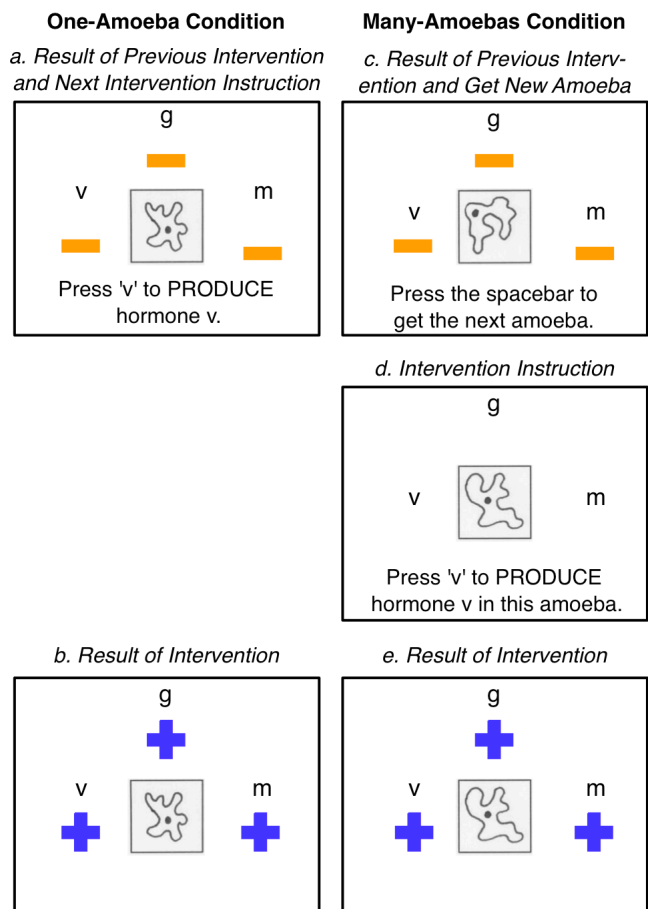 One-Amoeba Condition
a. Result of Previous Intervention
and Next Intervention Instruction
g
v
m
Press 'v' to PRODUCE
hormone v.
b. Result of Intervention
g
v
m
Many-Amoebas Condition
c. Result of Previous Interv-
ention and Get New Amoeba
g
v
m
Press the spacebar to
get the next amoeba.
d. Intervention Instruction
g
v
m
Press 'v' to PRODUCE
hormone v in this amoeba.
e. Result of Intervention
g
v
m